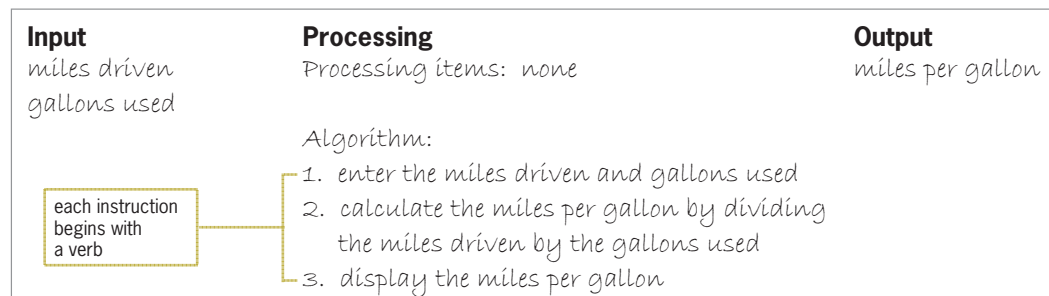 Input
miles driven
gallons used
Processing
Processing items: none
Algorithm:
1. enter the miles driven and gallons used
2. calculate the miles per gallon by dividing
the miles driven by the gallons used
3. display the miles per gallon
each instruction
begins with
a verb
Output
miles per gallon